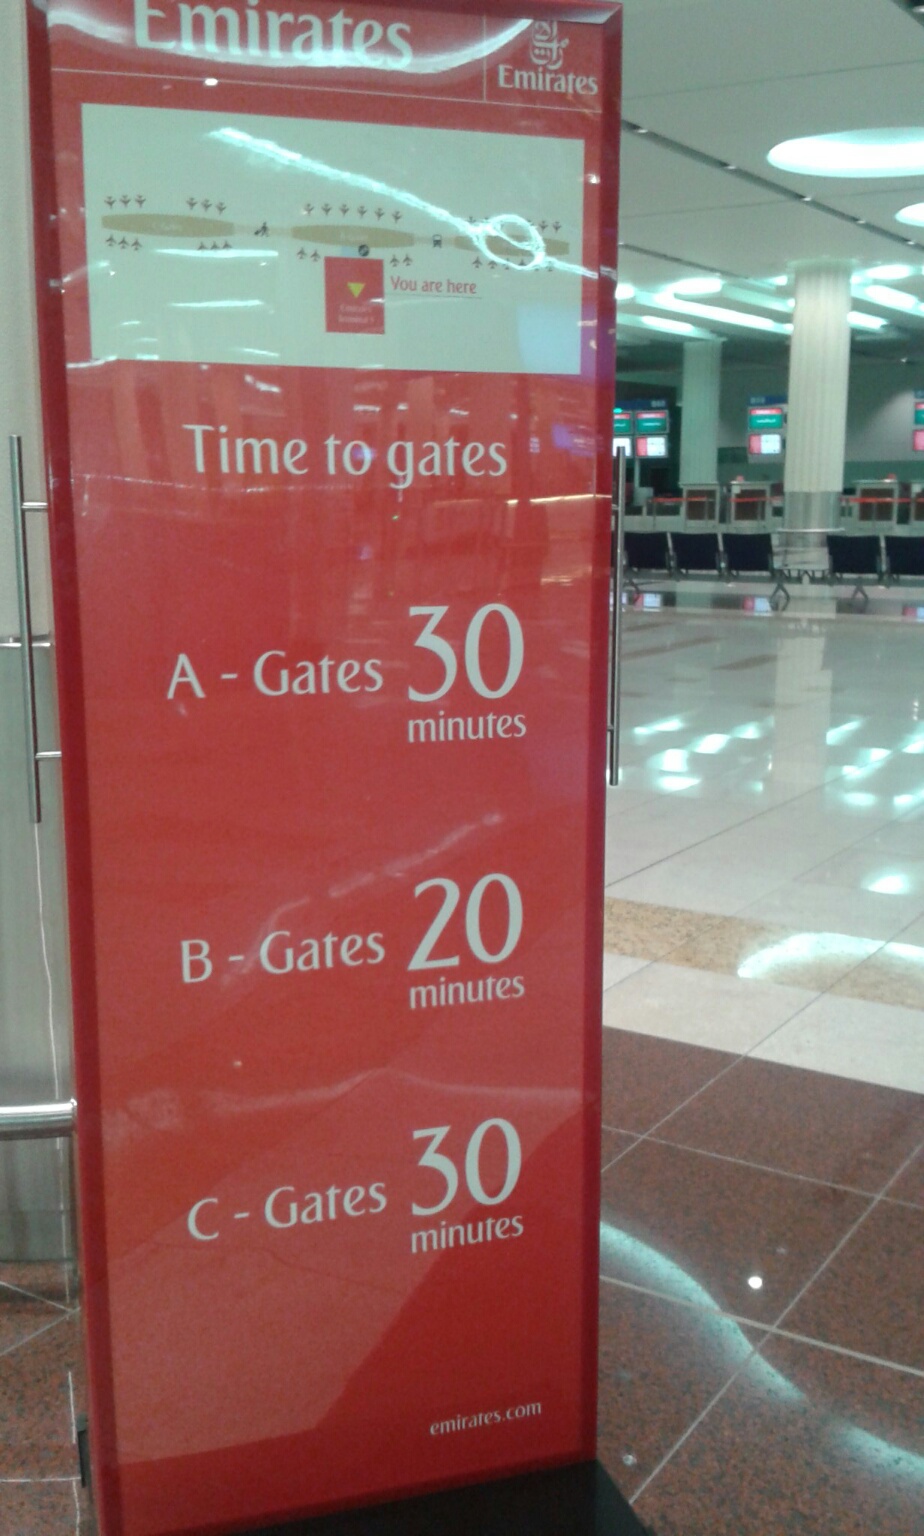 Emirates
Emirates
You are here
Time to gates
A - Gates 30
minutes
B - Gates 20
minutes
C - Gates 30
minutes
emirates.com